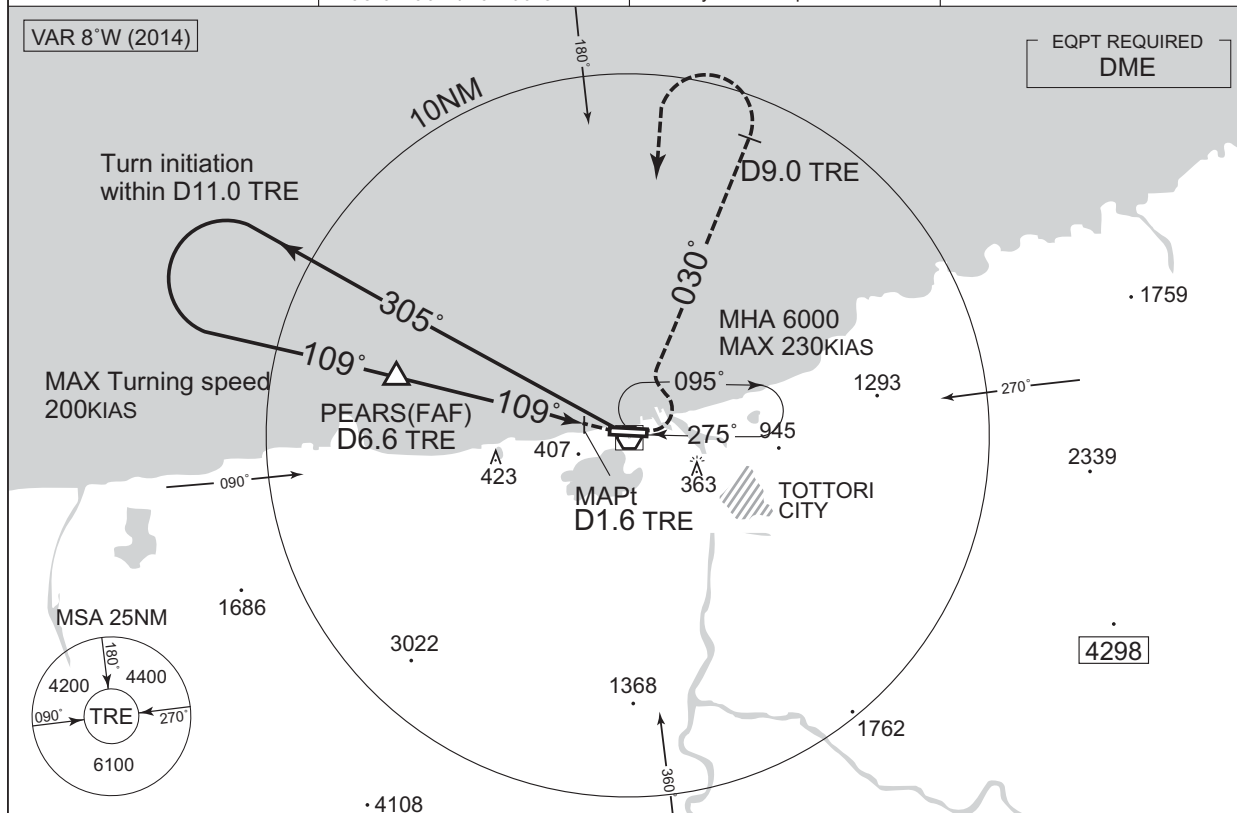 VAR 8˚W (2014)
180˚
EQPT REQUIRED
DME
10NM
Turn initiation
within D11.0 TRE
D9.0 TRE
030˚
305˚
1759
MHA 6000
MAX 230KIAS
109˚
MAX Turning speed
200KIAS
095˚
1293
270˚
PEARS(FAF)
D6.6 TRE
109˚
275˚
945
407
423
363
2339
090˚
MAPt
D1.6 TRE
TOTTORI
CITY
1686
MSA 25NM
180˚
4200
4400
090˚
TRE
270˚
6100
3022
4298
1368
1762
360˚
4108